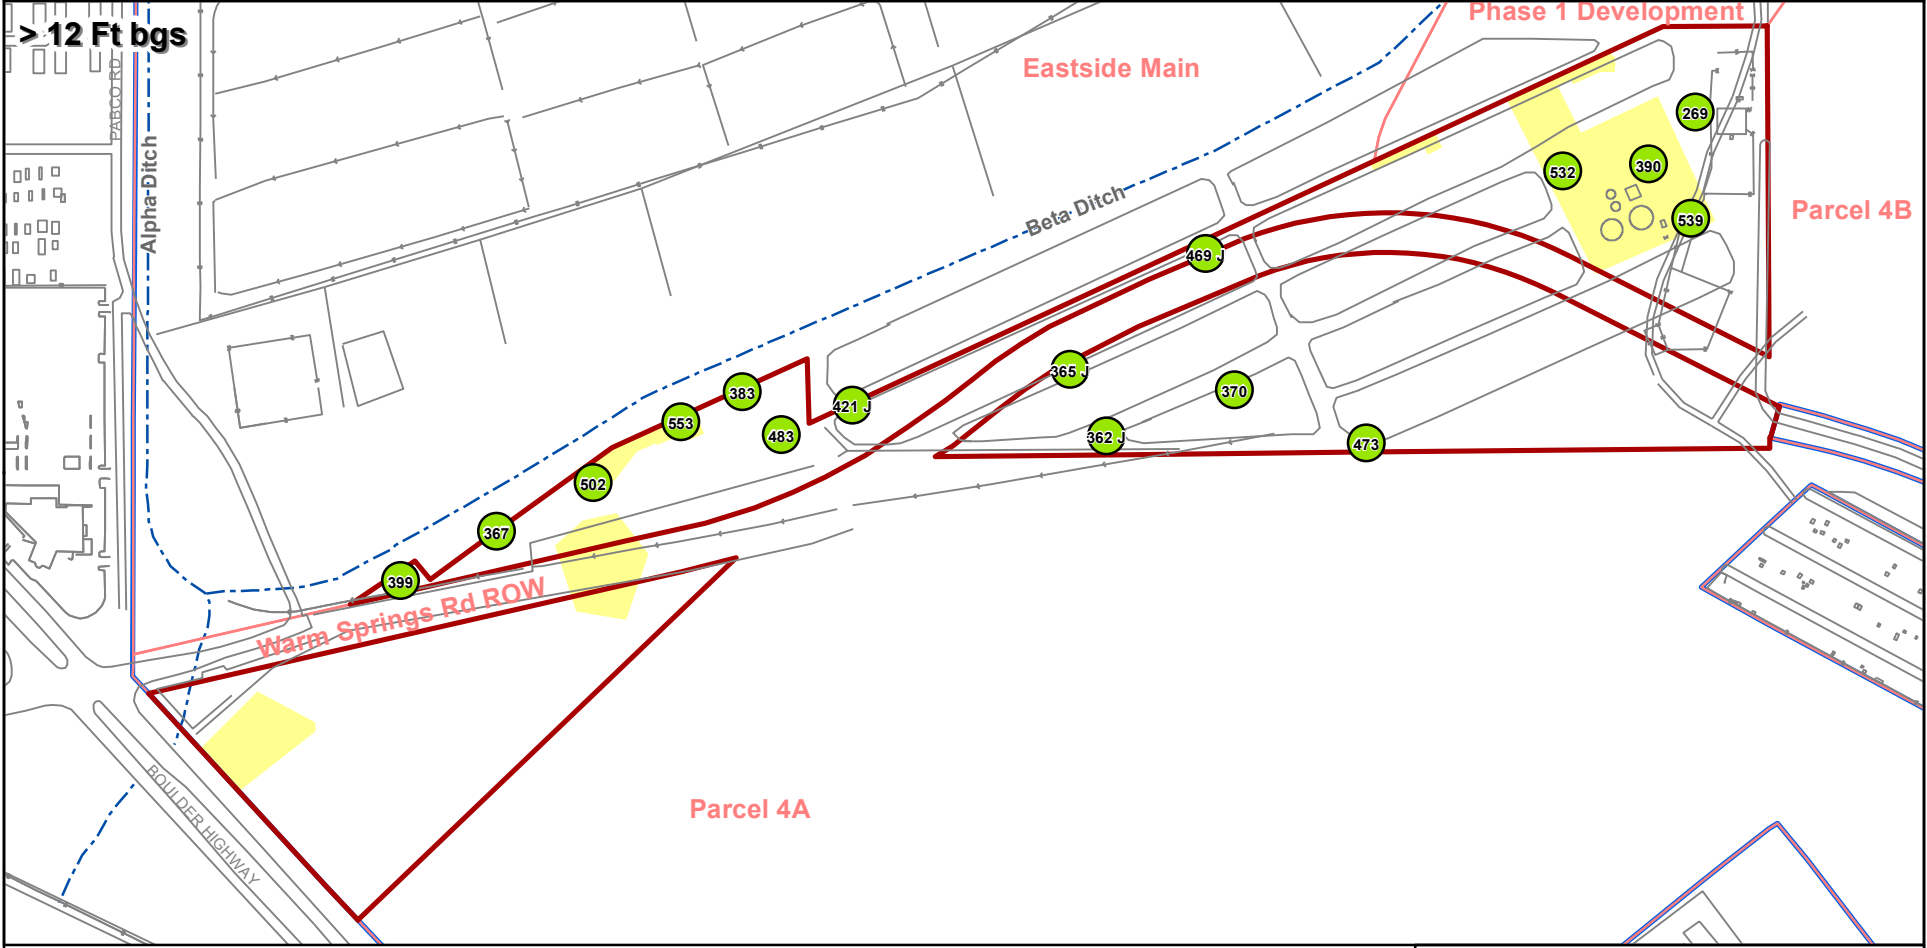 > 12 Ft bgs
Phase 1 Development
Eastside Main
PABCO RD
Alpha Ditch
Beta Ditch
Parcel 4B
269
390
532
539
469 J
365 J
370
383
421 J
553
483
362 J
473
502
367
399
Warm Springs Rd ROW
Parcel 4A
BOULDER HIGHWAY